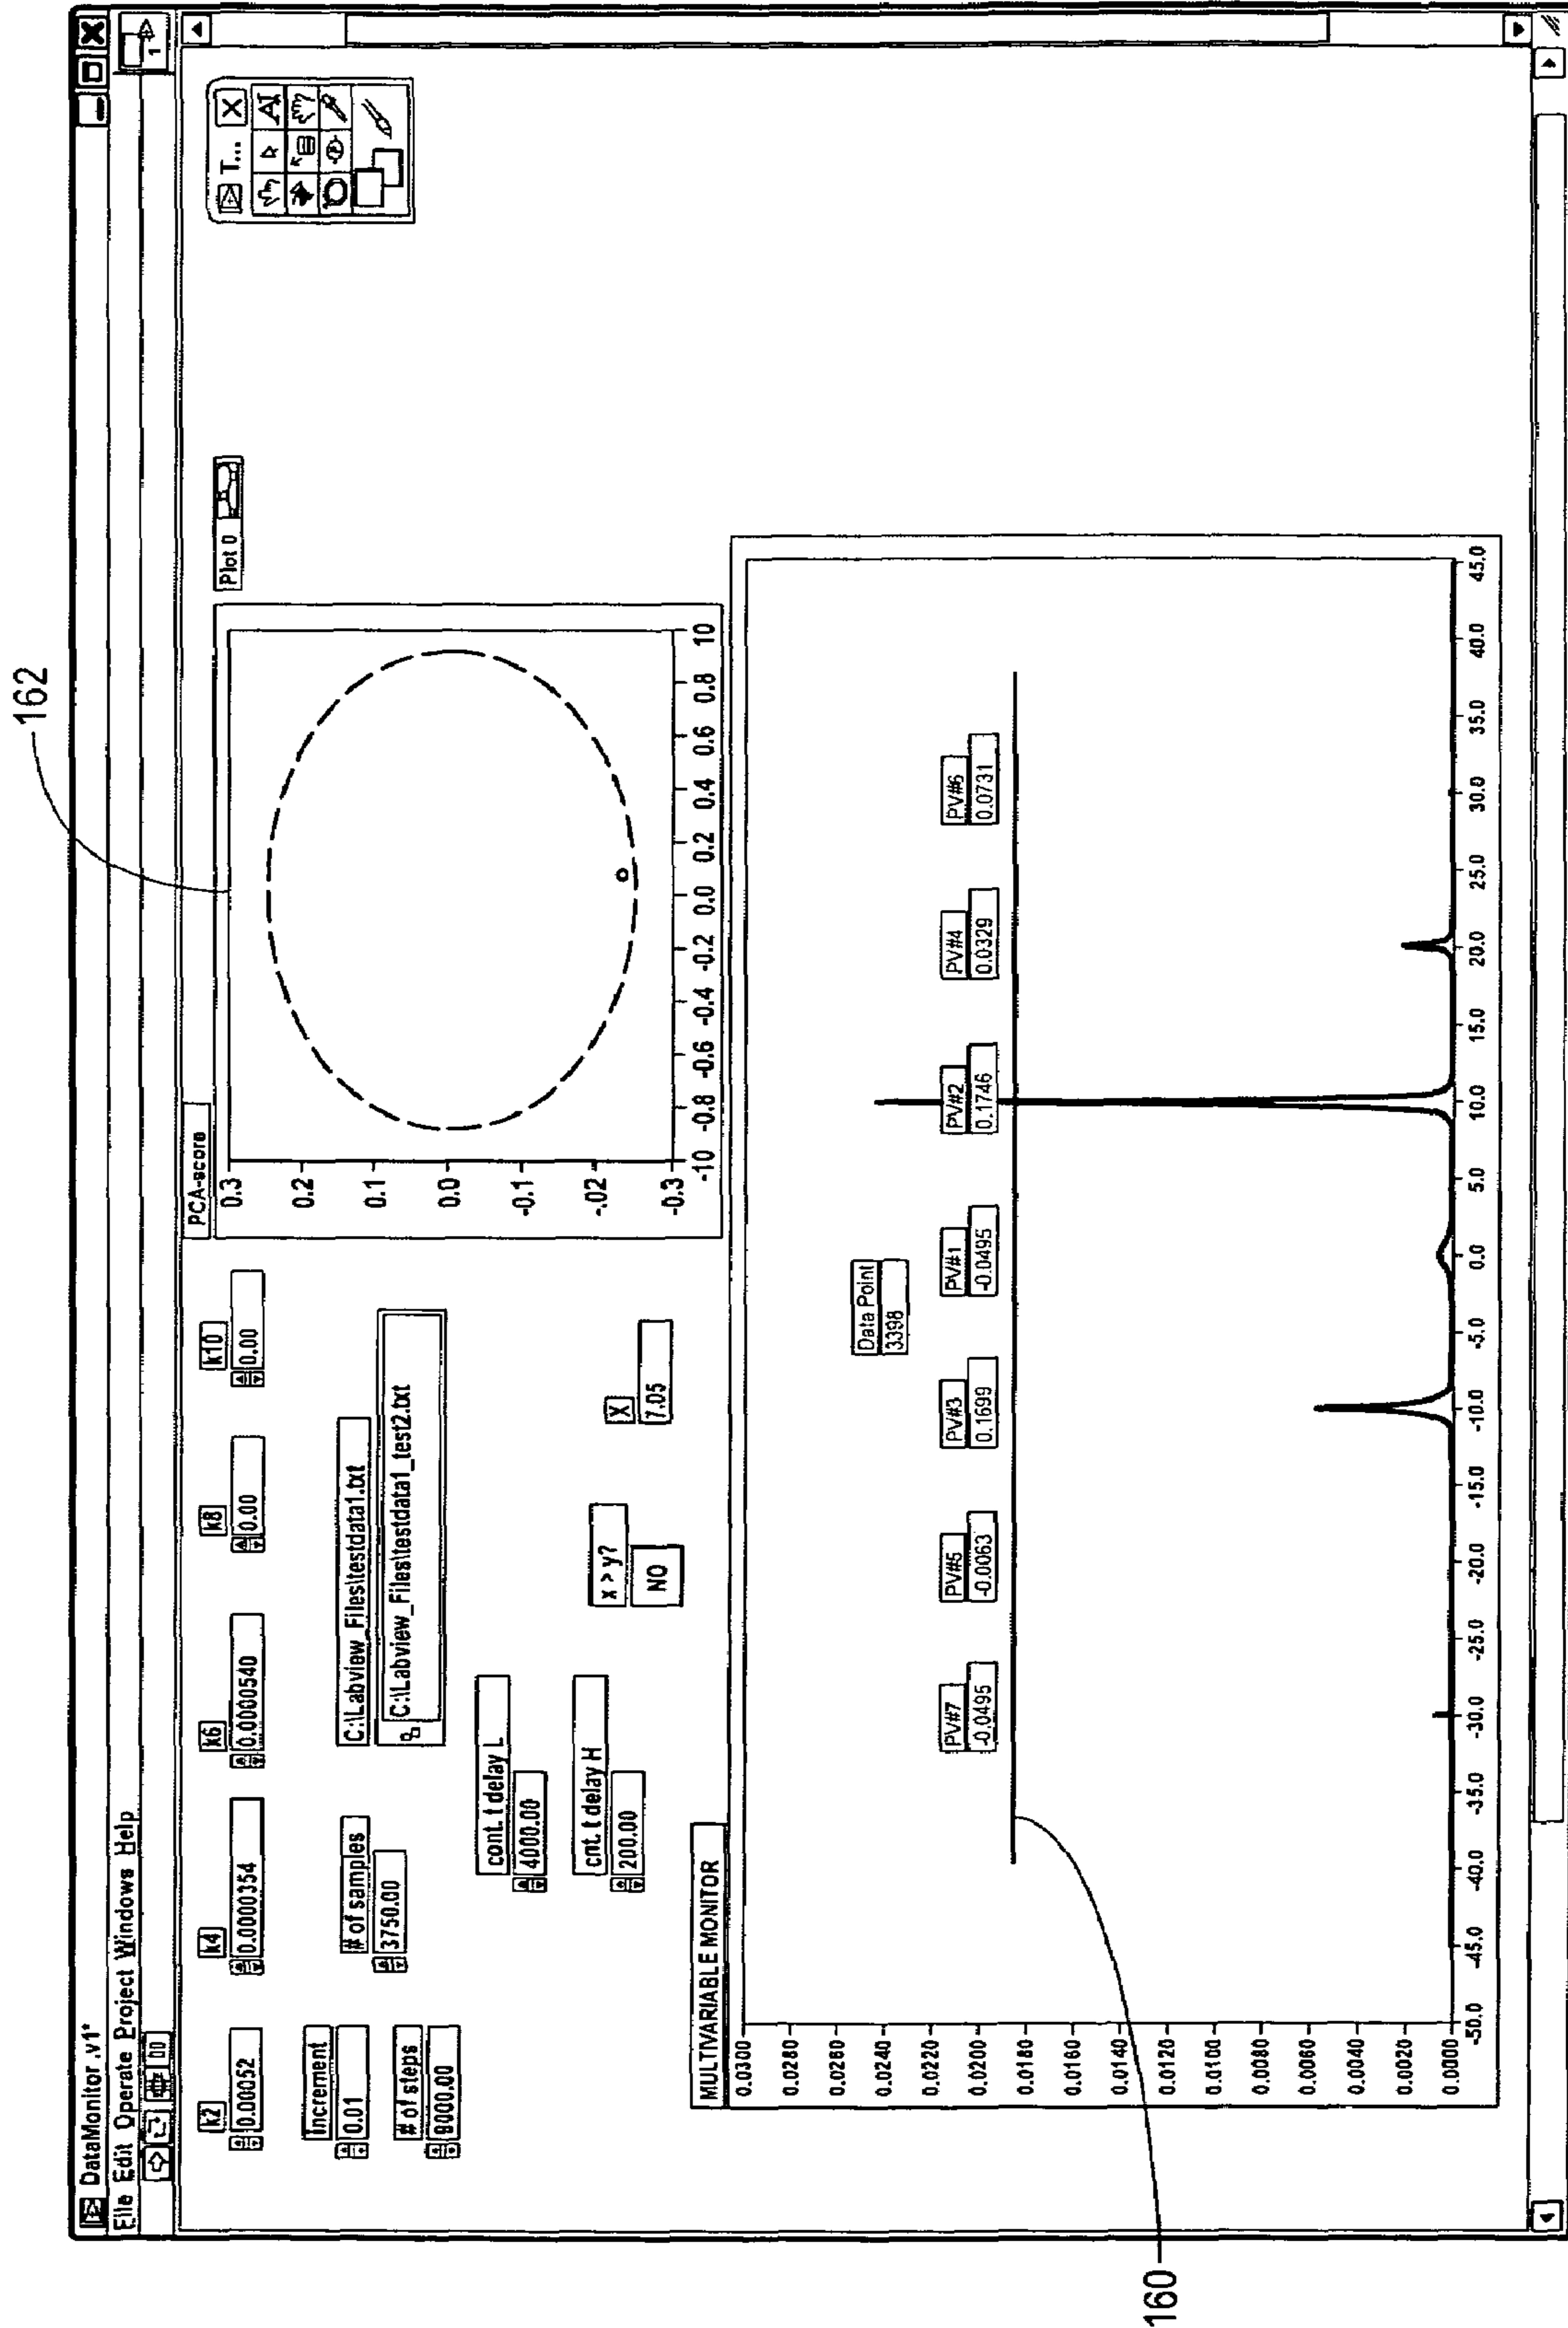 162
DataMonitor .v1*
File Edit Operate Project Windows Help
1
k2
0.00052
k4
0.0000354
k6
0.0000540
k8
0.00
k10
0.00
Increment
0.01
# of samples
3750.00
C:\Labview_Files\testdata1.txt
C:\Labview_Files\testdata1_test2.txt
# of steps
9000.00
cont. t delay L
4000.00
cnt. t delay H
200.00
x > y?
NO
X
7.05
PCA-score
Plot 0
0.3
0.2
0.1
0.0
-0.1
-.02
-0.3
-10 -0.8 -0.6 -0.4 -0.2 0.0 0.2 0.4 0.6 0.8 10
T...
A
MULTIVARIABLE MONITOR
0.0300
0.0280
0.0260
0.0240
0.0220
0.0200
0.0180
0.0160
0.0140
0.0120
0.0100
0.0080
0.0060
0.0040
0.0020
0.0000
Data Point
3398
PV#7 PV#5 PV#3 PV#1 PV#2 PV#4 PV#6
-0.0495 -0.0063 0.1699 -0.0495 0.1746 0.0329 0.0731
-50.0 -45.0 -40.0 -35.0 -30.0 -25.0 -20.0 -15.0 -10.0 -5.0 0.0 5.0 10.0 15.0 20.0 25.0 30.0 35.0 40.0 45.0
160